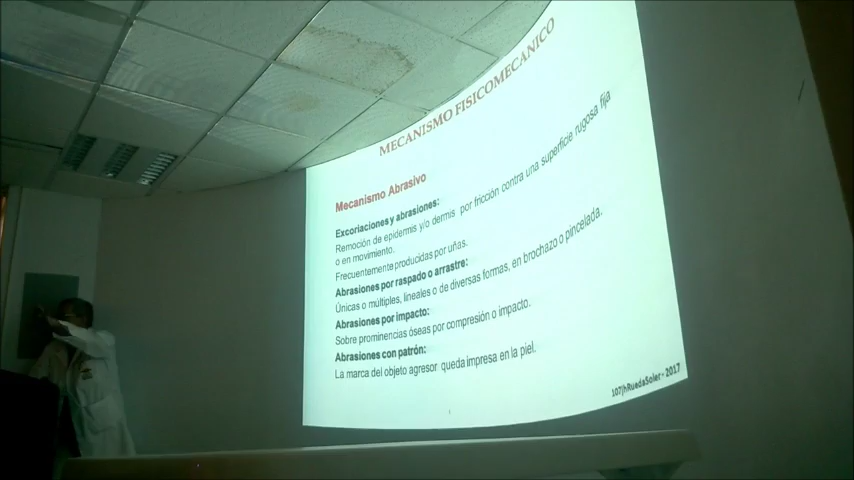 MECANISMO FISICOMECANICO
Mecanismo Abrasivo
Excoriaciones y abrasiones:
Remoción de epidermis y/o dermis por fricción contra una superficie rugosa fija
o en movimiento.
Frecuentemente producidas por uñas.
Abrasiones por raspado o arrastre:
Únicas o múltiples, lineales o de diversas formas, en brochazo o pincelada.
Abrasiones por impacto:
Sobre prominencias óseas por compresión o impacto.
Abrasiones con patrón:
La marca del objeto agresor queda impresa en la piel.
107/hRuedaSoler - 2017